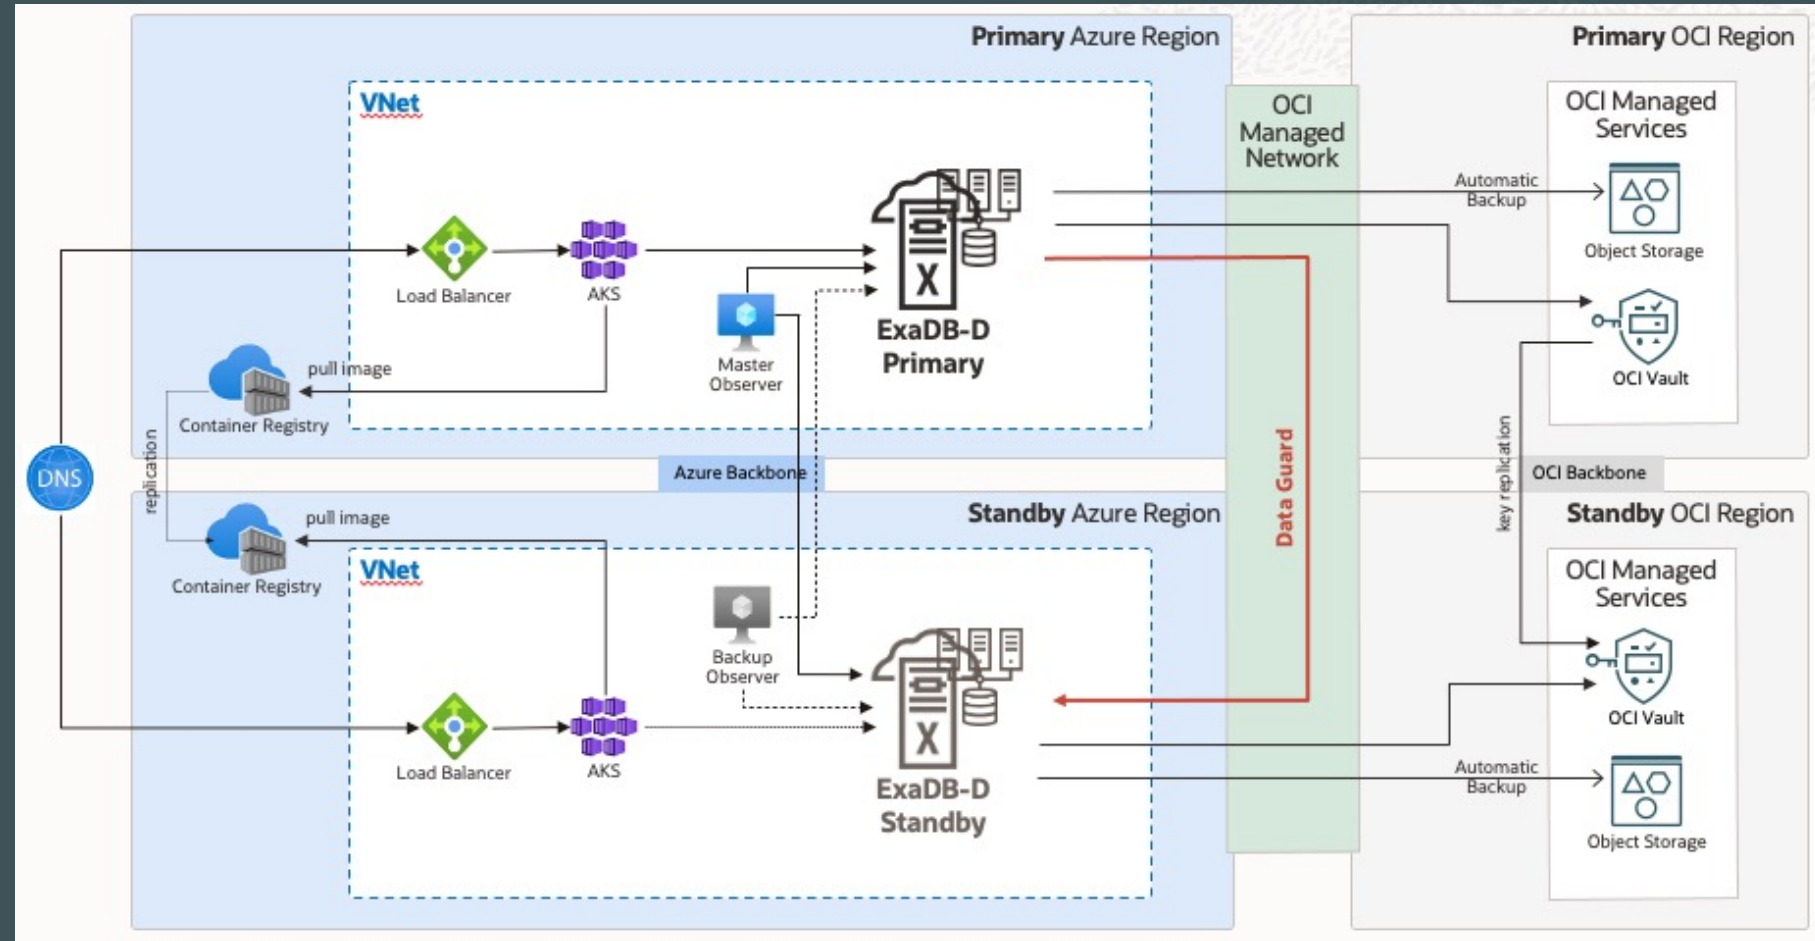 Primary Azure Region
Primary OCI Region
VNet
OCI
Managed
Network
OCI Managed
Services
Automatic
Backup
Object Storage
Load Balancer
AKS
Master
Observer
ExaDB-D
Primary
OCI Vault
pull image
Container Registry
replication
DNS
Azure Backbone
Data Guard
key replication
OCI Backbone
Standby Azure Region
Standby OCI Region
pull image
Container Registry
VNet
OCI Managed
Services
Backup
Observer
OCI Vault
Load Balancer
AKS
ExaDB-D
Standby
Automatic
Backup
Object Storage
X
X